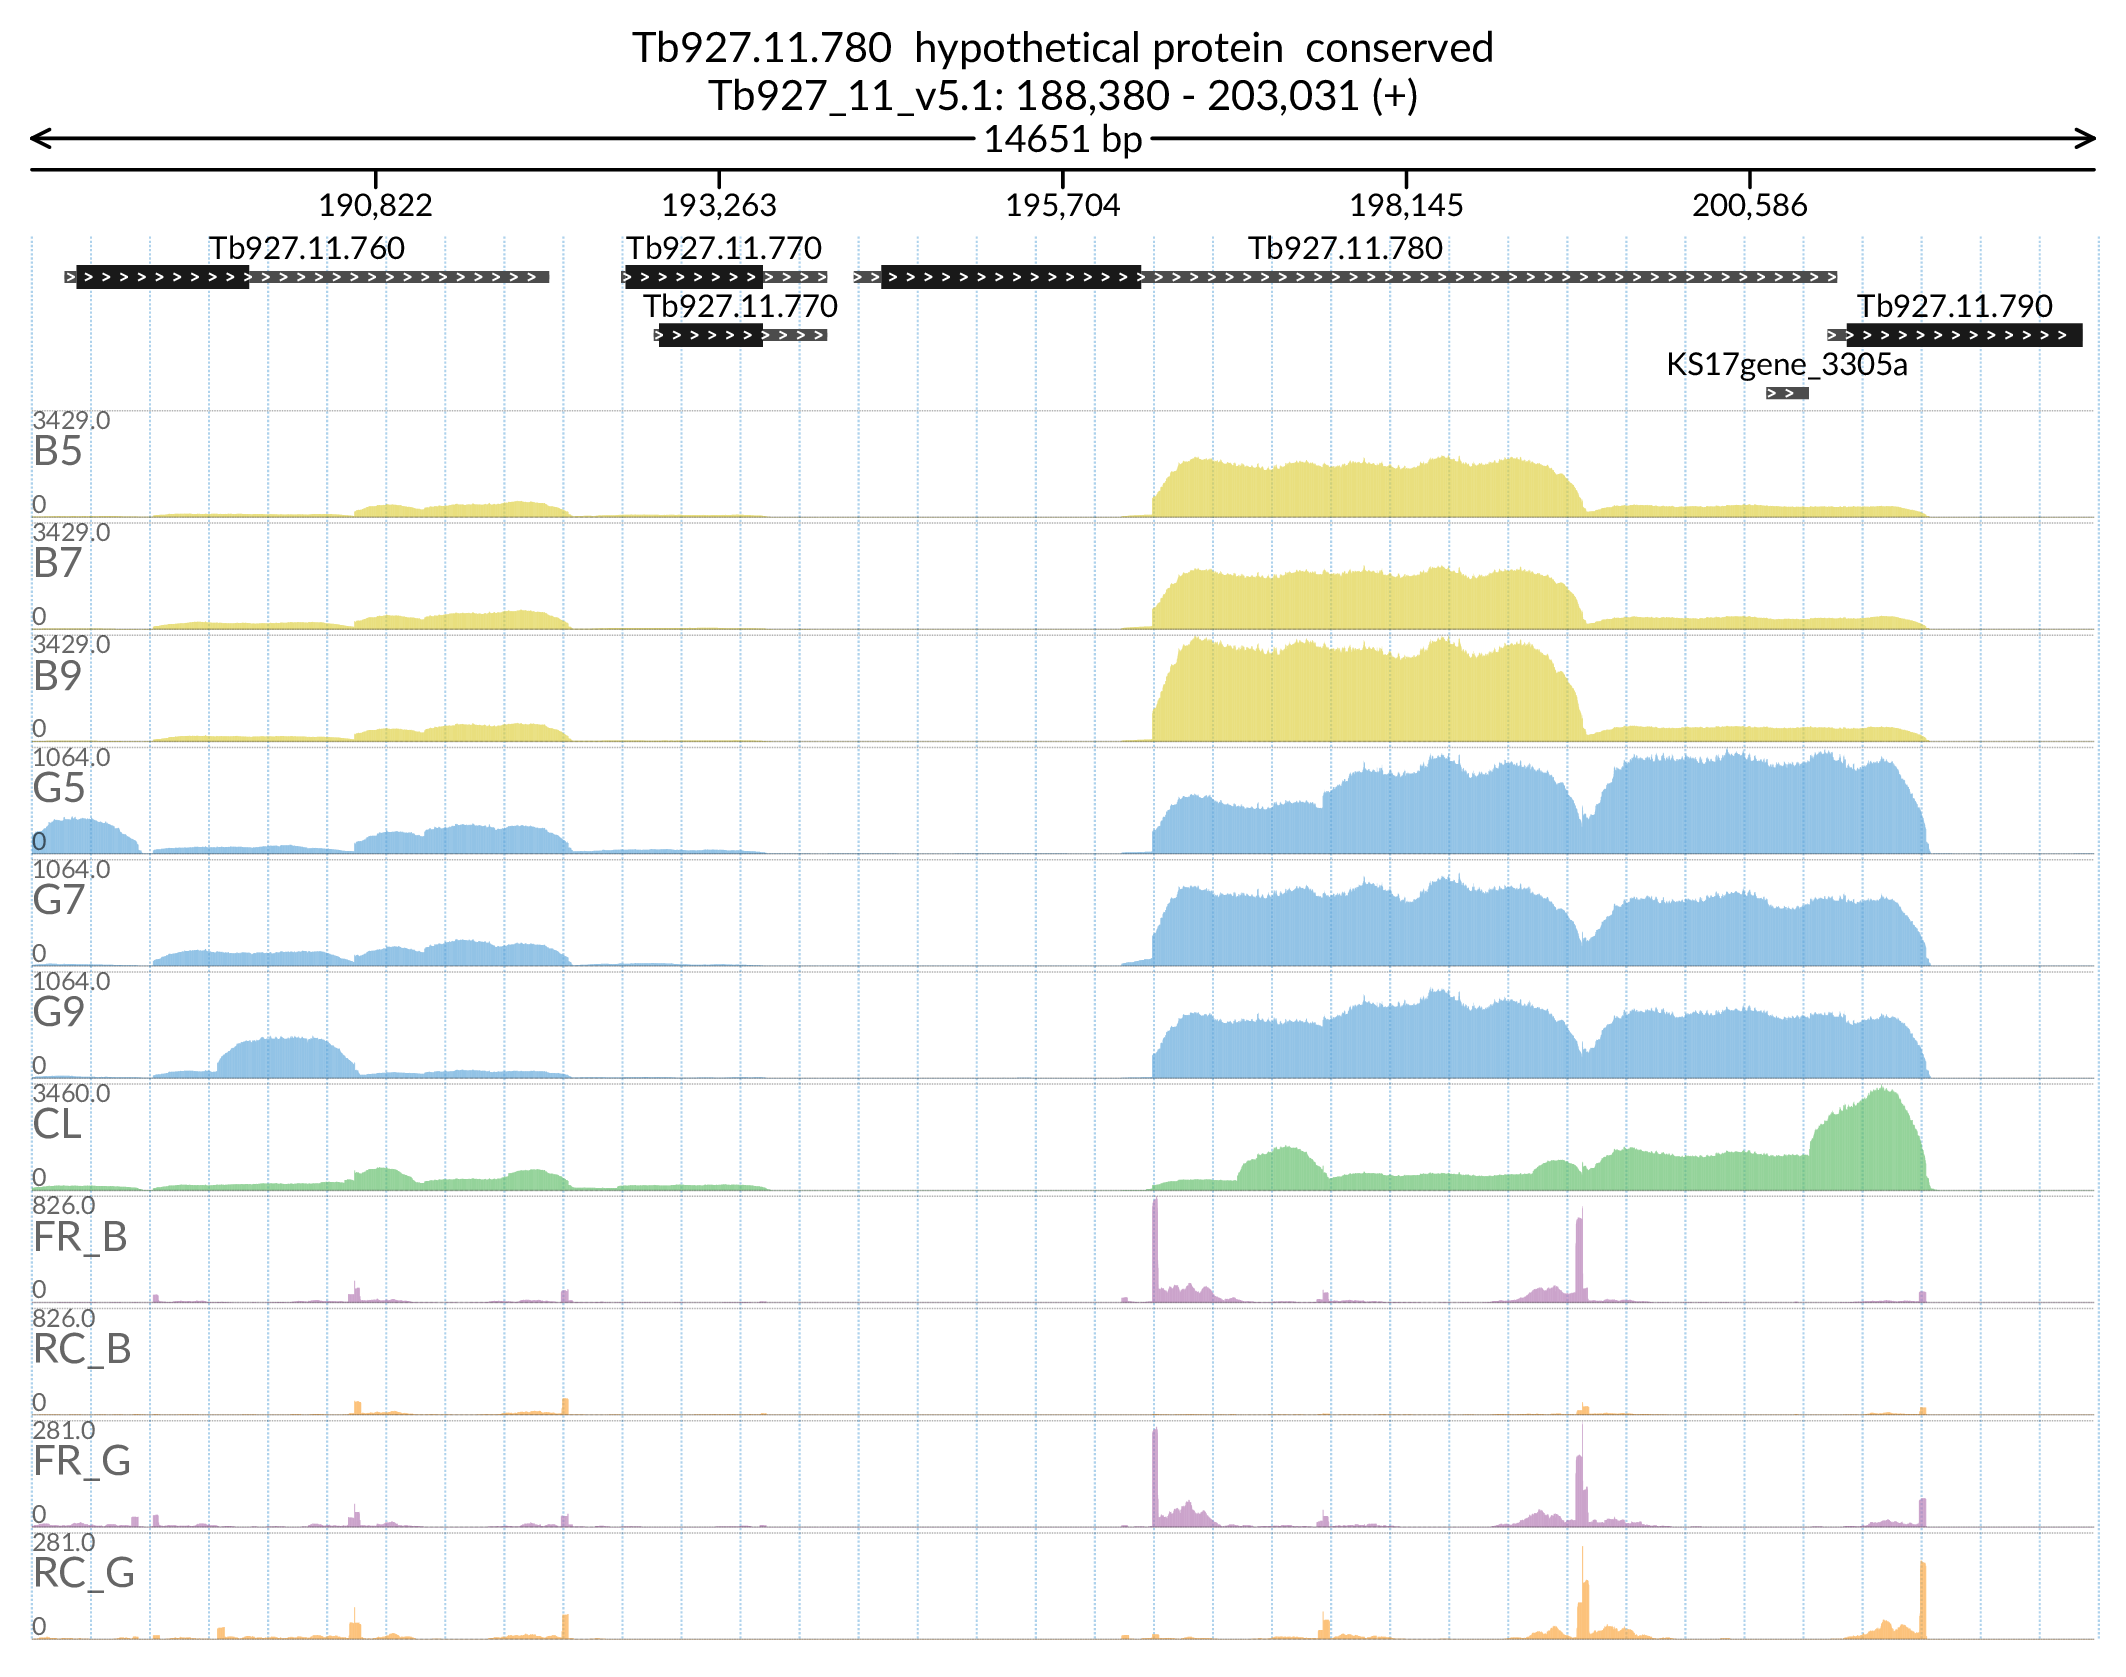 Tb927.11.780 hypothetical protein conserved
Tb927_11_v5.1: 188,380 - 203,031 (+)
14651 bp
190,822 193,263 195,704 198,145 200,586
Tb927.11.760 Tb927.11.770 Tb927.11.780
Tb927.11.770 Tb927.11.790
KS17gene_3305a
3429.0
B5
0
3429.0
B7
0
3429.0
B9
0
1064.0
G5
0
1064.0
G7
0
1064.0
G9
0
3460.0
CL
0
826.0
FR_B
0
826.0
RC_B
0
281.0
FR_G
0
281.0
RC_G
0